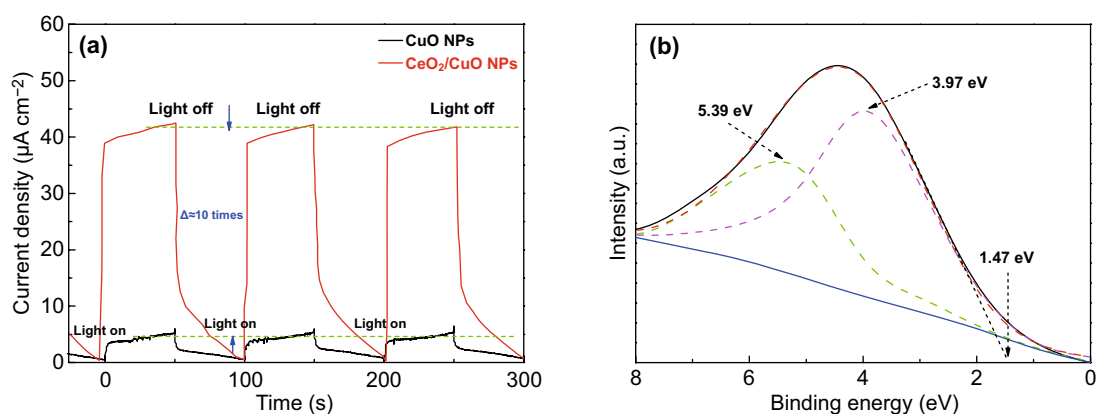 (a)
CuO NPs
CeO₂/CuO NPs
Light off
Light off
Light off
Δ≈10 times
Light on
Light on
Light on
60
50
40
30
20
10
0
0
100
200
300
Current density (µA cm⁻²)
Time (s)
(b)
3.97 eV
5.39 eV
1.47 eV
Intensity (a.u.)
8
6
4
2
0
Binding energy (eV)